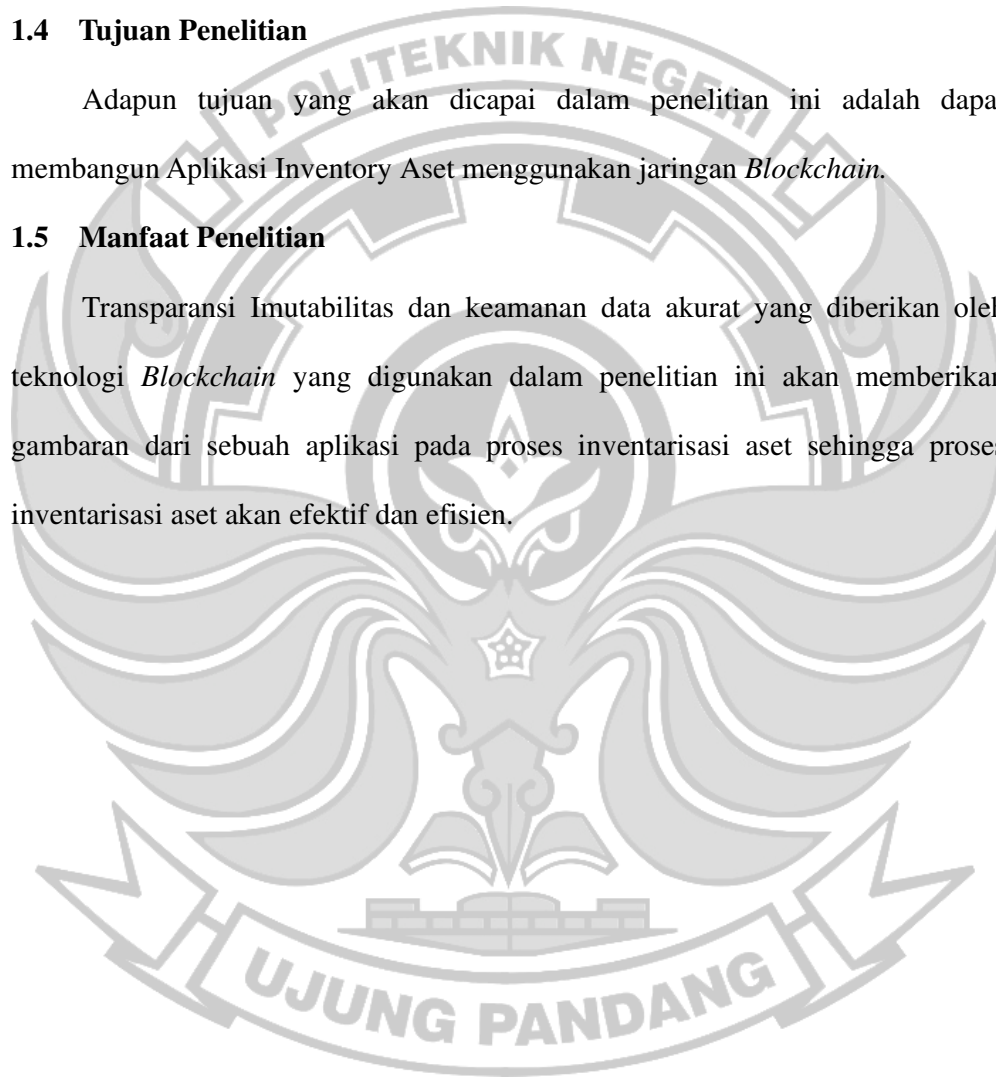 1.4 Tujuan Penelitian
Adapun tujuan yang akan dicapai dalam penelitian ini adalah dapa
membangun Aplikasi Inventory Aset menggunakan jaringan Blockchain.
1.5 Manfaat Penelitian
Transparansi Imutabilitas dan keamanan data akurat yang diberikan oleh
teknologi Blockchain yang digunakan dalam penelitian ini akan memberikan
gambaran dari sebuah aplikasi pada proses inventarisasi aset sehingga proses
inventarisasi aset akan efektif dan efisien.
POLITEKNIK NEGERI
UJUNG PANDANG